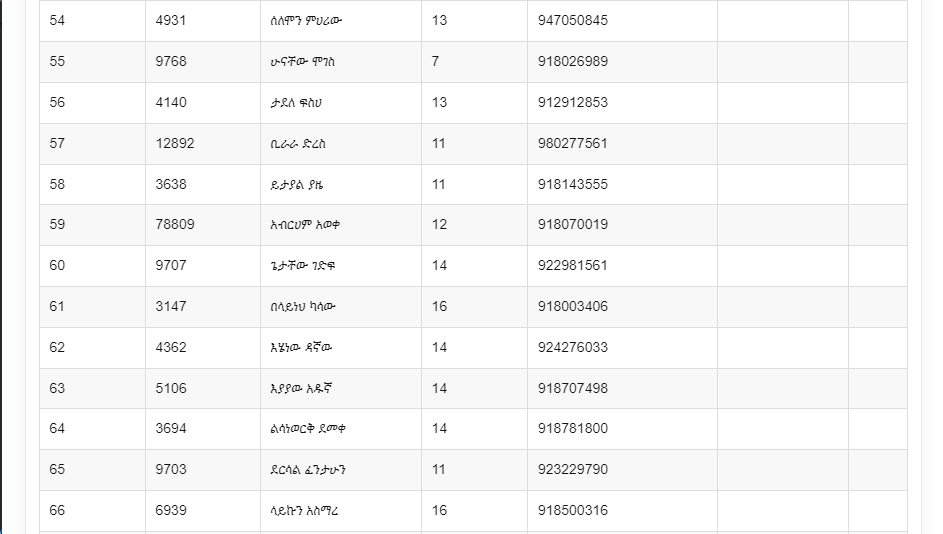 54 4931 ሰለሞን ምህረው 13 947050845
55 9768 ሁናቸው ሞገስ 7 918026989
56 4140 ታደለ ፍስሀ 13 912912853
57 12892 ቢራራ ድረስ 11 980277561
58 3638 ይታያል ያዜ 11 918143555
59 78809 አብርሀም አወቀ 12 918070019
60 9707 ጌታቸው ገድፍ 14 922981561
61 3147 በላይነህ ካሳው 16 918003406
62 4362 እሄነው ዳኛው 14 924276033
63 5106 እያያው አዱኛ 14 918707498
64 3694 ልሳነወርቅ ደመቀ 14 918781800
65 9703 ደርሳል ፈንታሁን 11 923229790
66 6939 ላይኩን አስማረ 16 918500316